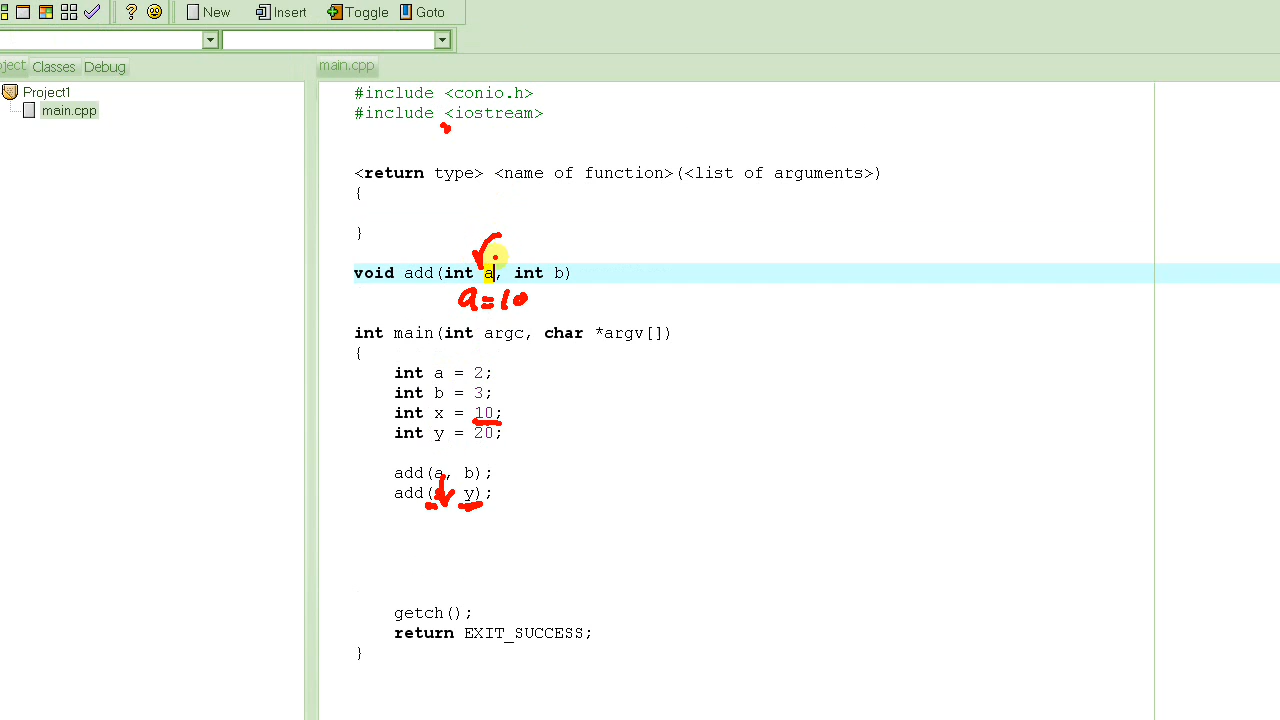 New Insert Toggle Goto
Classes Debug
main.cpp
Project1
main.cpp
#include <conio.h>
#include <iostream>
<return type> <name of function>(<list of arguments>)
{
}
void add(int a, int b)
a=10
int main(int argc, char *argv[])
{
int a = 2;
int b = 3;
int x = 10;
int y = 20;
add(a, b);
add( y);
getch();
return EXIT_SUCCESS;
}